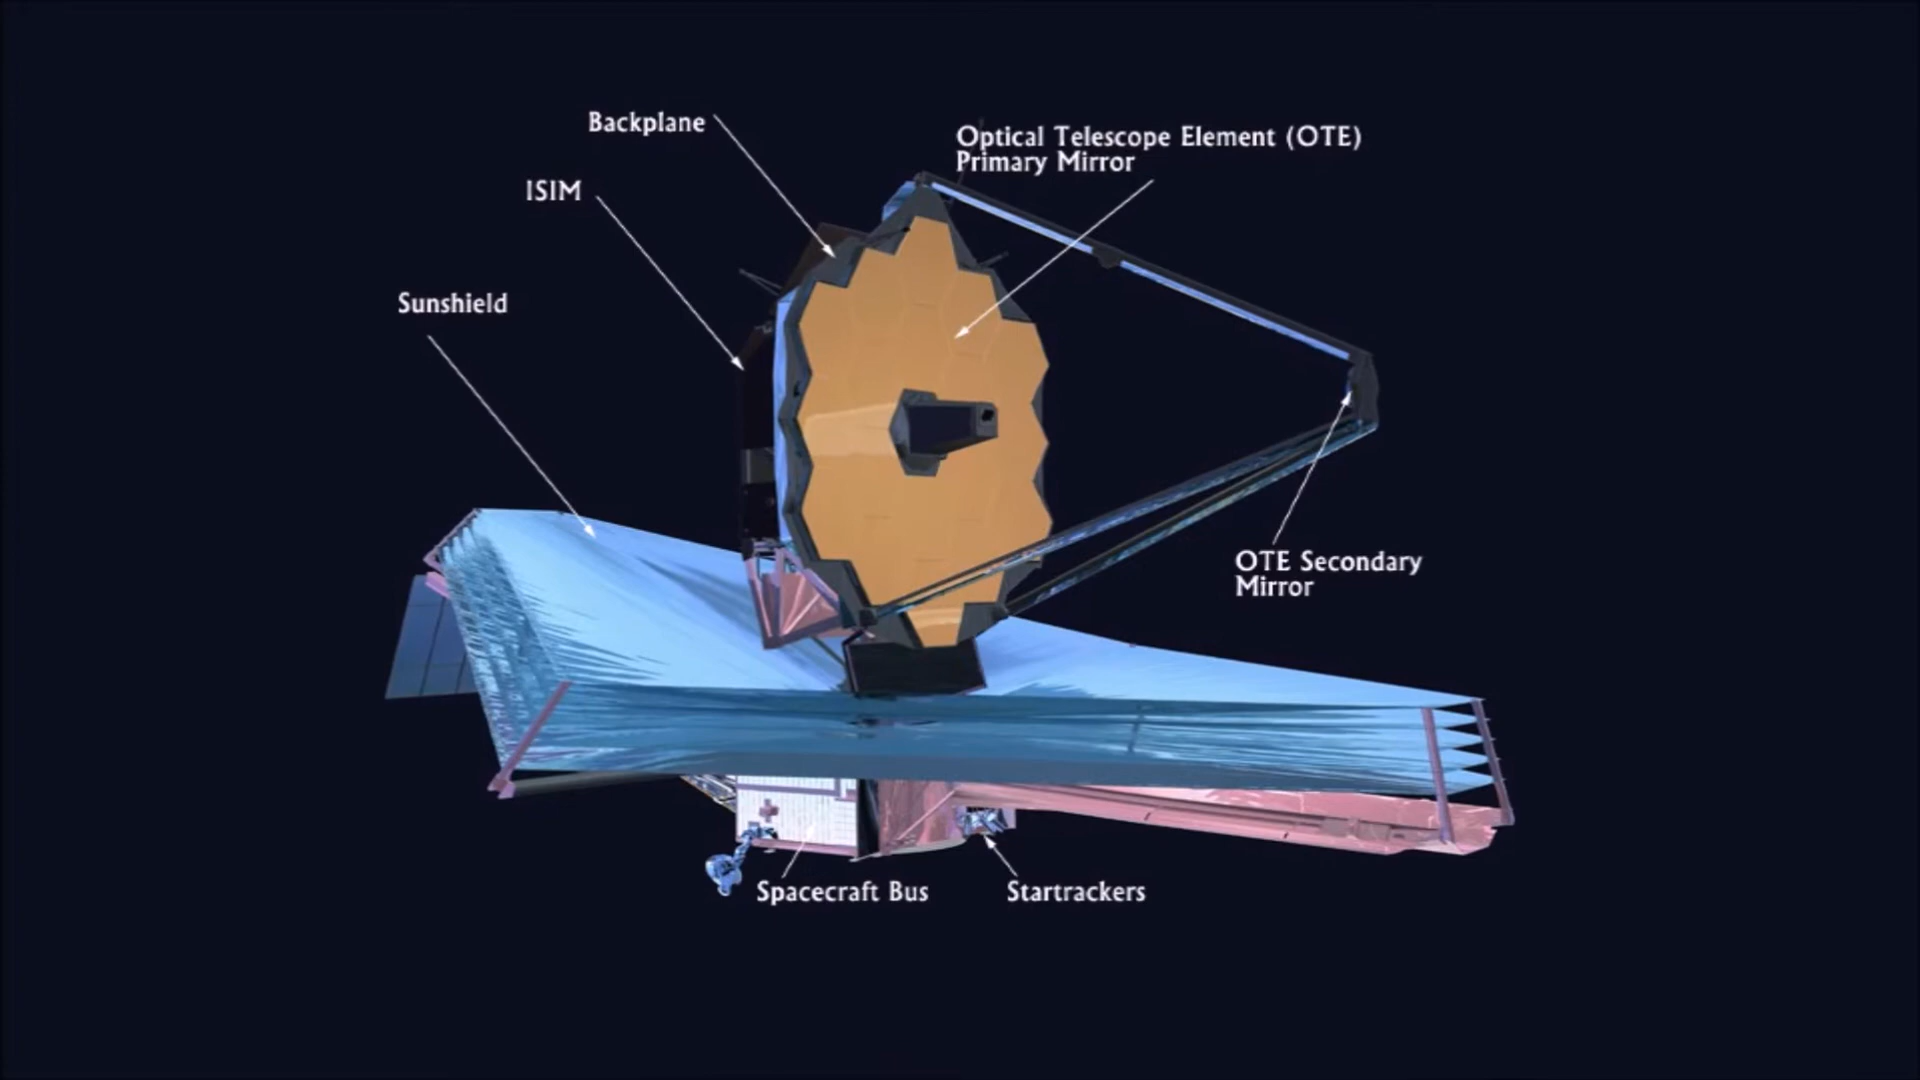 Backplane
Optical Telescope Element (OTE)
Primary Mirror
ISIM
Sunshield
OTE Secondary
Mirror
Spacecraft Bus
Startrackers